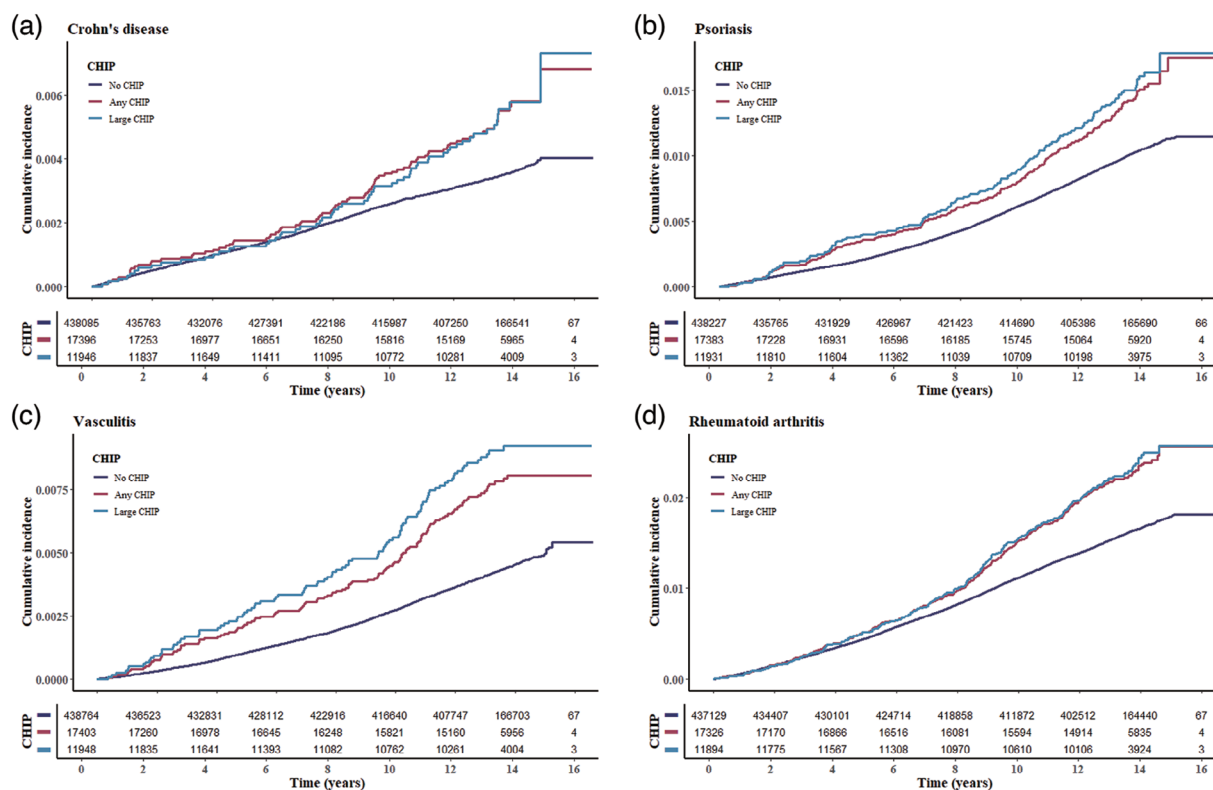 (a)
Crohn's disease
CHIP
No CHIP
Any CHIP
Large CHIP
Cumulative incidence
0.006
0.004
0.002
0.000
CHIP
438085 435763 432076 427391 422186 415987 407250 166541 67
17396 17253 16977 16651 16250 15816 15169 5965 4
11946 11837 11649 11411 11095 10772 10281 4009 3
0 2 4 6 8 10 12 14 16
Time (years)
(b)
Psoriasis
CHIP
No CHIP
Any CHIP
Large CHIP
Cumulative incidence
0.015
0.010
0.005
0.000
CHIP
438227 435765 431929 426967 421423 414690 405386 165690 66
17383 17228 16931 16596 16185 15745 15064 5920 4
11931 11810 11604 11362 11039 10709 10198 3975 3
0 2 4 6 8 10 12 14 16
Time (years)
(c)
Vasculitis
CHIP
No CHIP
Any CHIP
Large CHIP
Cumulative incidence
0.0075
0.0050
0.0025
0.0000
CHIP
438764 436523 432831 428112 422916 416640 407747 166703 67
17403 17260 16978 16645 16248 15821 15160 5956 4
11948 11835 11641 11393 11082 10762 10261 4004 3
0 2 4 6 8 10 12 14 16
Time (years)
(d)
Rheumatoid arthritis
CHIP
No CHIP
Any CHIP
Large CHIP
Cumulative incidence
0.02
0.01
0.00
CHIP
437129 434407 430101 424714 418858 411872 402512 164440 67
17326 17170 16866 16516 16081 15594 14914 5835 4
11894 11775 11567 11308 10970 10610 10106 3924 3
0 2 4 6 8 10 12 14 16
Time (years)